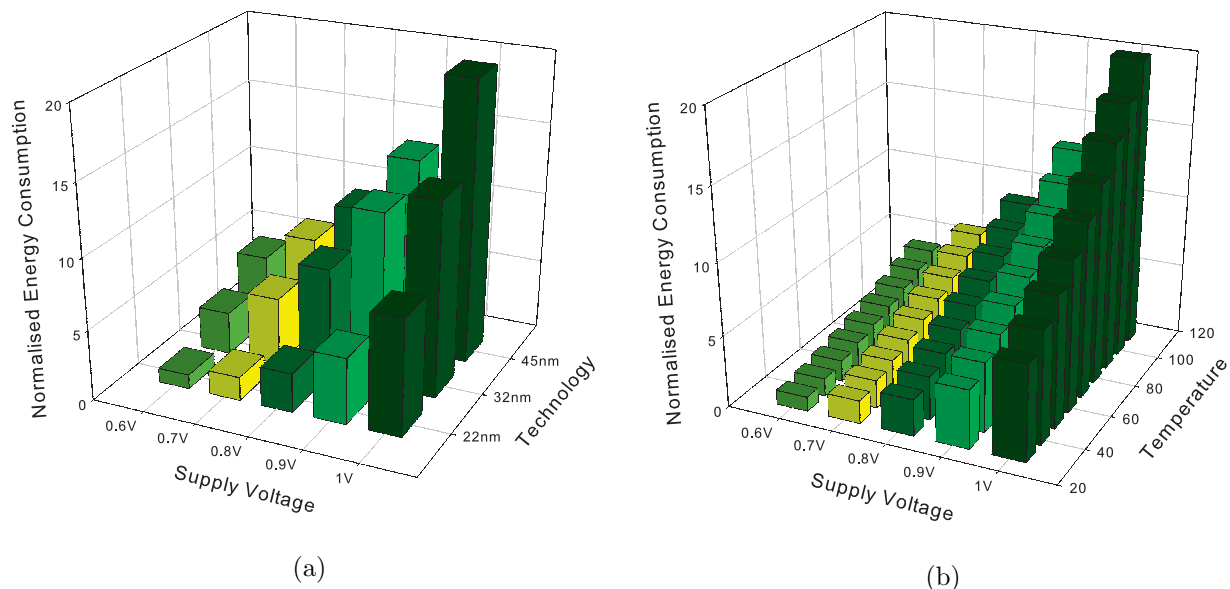 Normalised Energy Consumption
20
15
10
5
0
0.6V
0.7V
0.8V
0.9V
1V
Supply Voltage
22nm
32nm
45nm
Technology
(a)
Normalised Energy Consumption
20
15
10
5
0
0.6V
0.7V
0.8V
0.9V
1V
Supply Voltage
20
40
60
80
100
120
Temperature
(b)